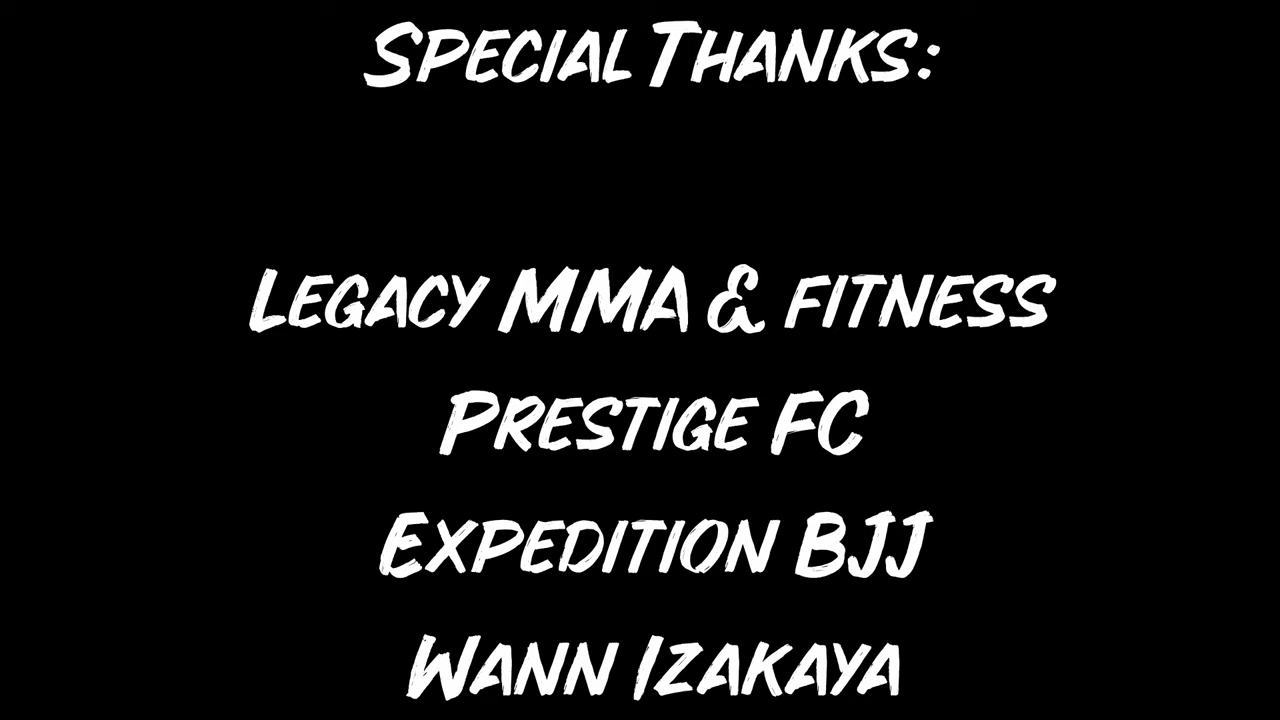 Special Thanks:
Legacy MMA & fitness
Prestige FC
Expedition BJJ
Wann Izakaya